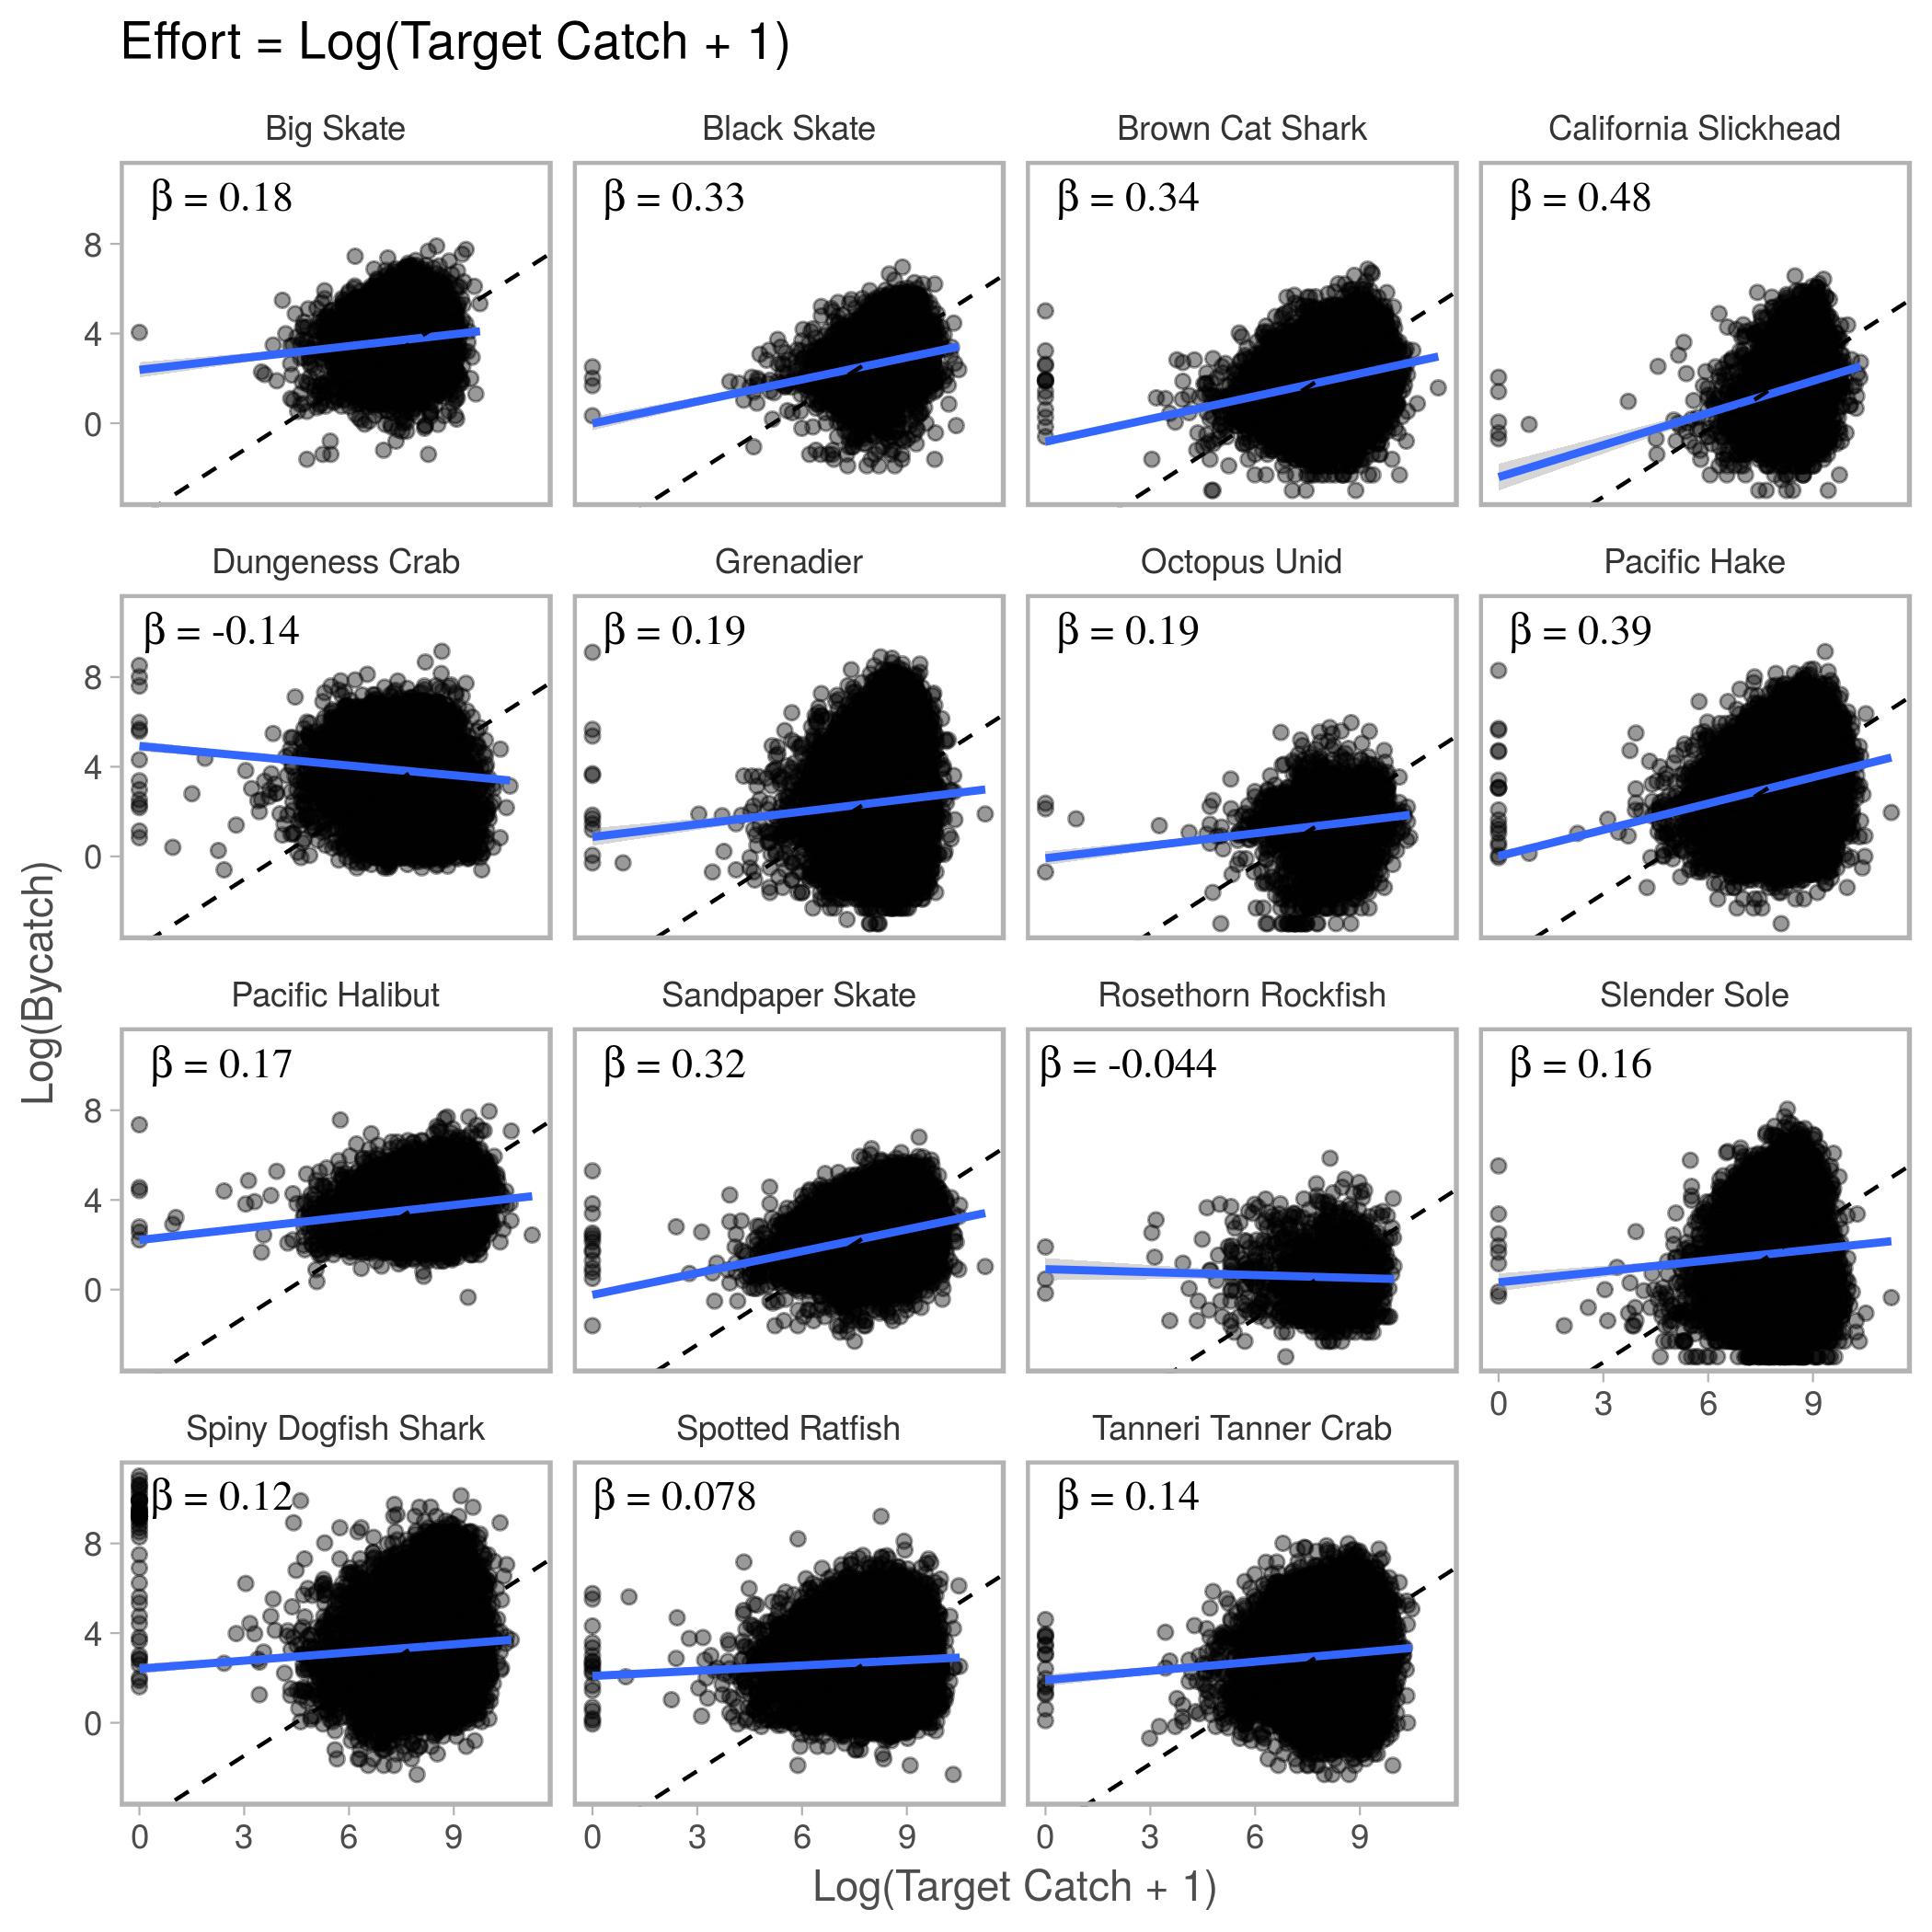 Effort = Log(Target Catch + 1)
Big Skate
Black Skate
Brown Cat Shark
California Slickhead
β = 0.18
β = 0.33
β = 0.34
β = 0.48
8
4
0
Dungeness Crab
Grenadier
Octopus Unid
Pacific Hake
β = -0.14
β = 0.19
β = 0.19
β = 0.39
8
4
0
Log(Bycatch)
Pacific Halibut
Sandpaper Skate
Rosethorn Rockfish
Slender Sole
β = 0.17
β = 0.32
β = -0.044
β = 0.16
8
4
0
0 3 6 9
Spiny Dogfish Shark
Spotted Ratfish
Tanneri Tanner Crab
β = 0.12
β = 0.078
β = 0.14
8
4
0
0 3 6 9
0 3 6 9
0 3 6 9
Log(Target Catch + 1)